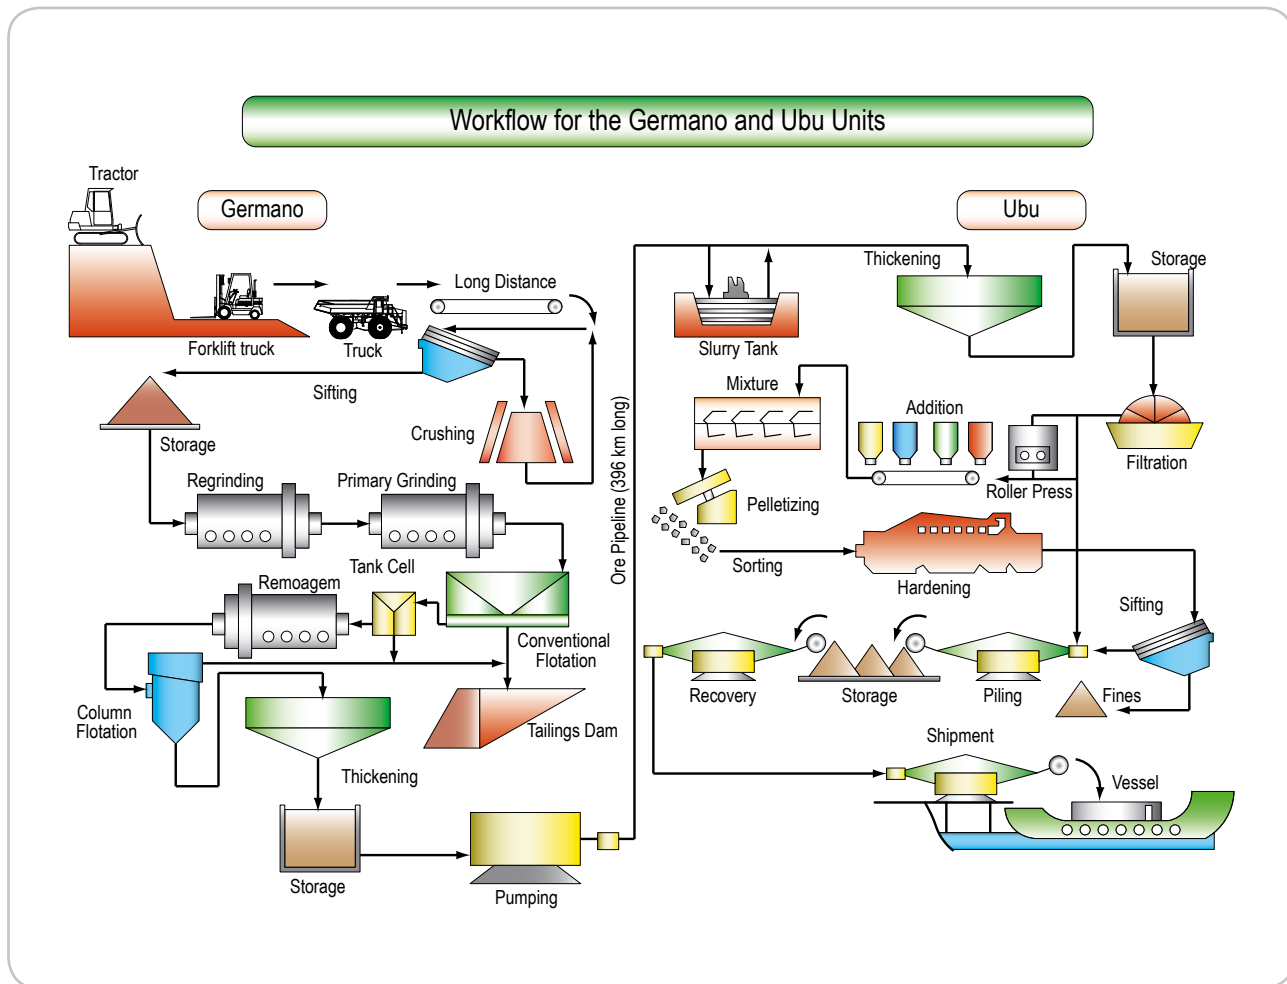 Workflow for the Germano and Ubu Units
Tractor
Germano
Ubu
Long Distance
Thickening
Storage
Forklift truck
Truck
Slurry Tank
Sifting
Mixture
Addition
Storage
Crushing
Roller Press
Filtration
Regrinding
Primary Grinding
Pelletizing
Ore Pipeline (396 km long)
Sorting
Hardening
Remoagem
Tank Cell
Sifting
Conventional
Flotation
Recovery
Storage
Piling
Fines
Column
Flotation
Tailings Dam
Thickening
Shipment
Vessel
Storage
Pumping